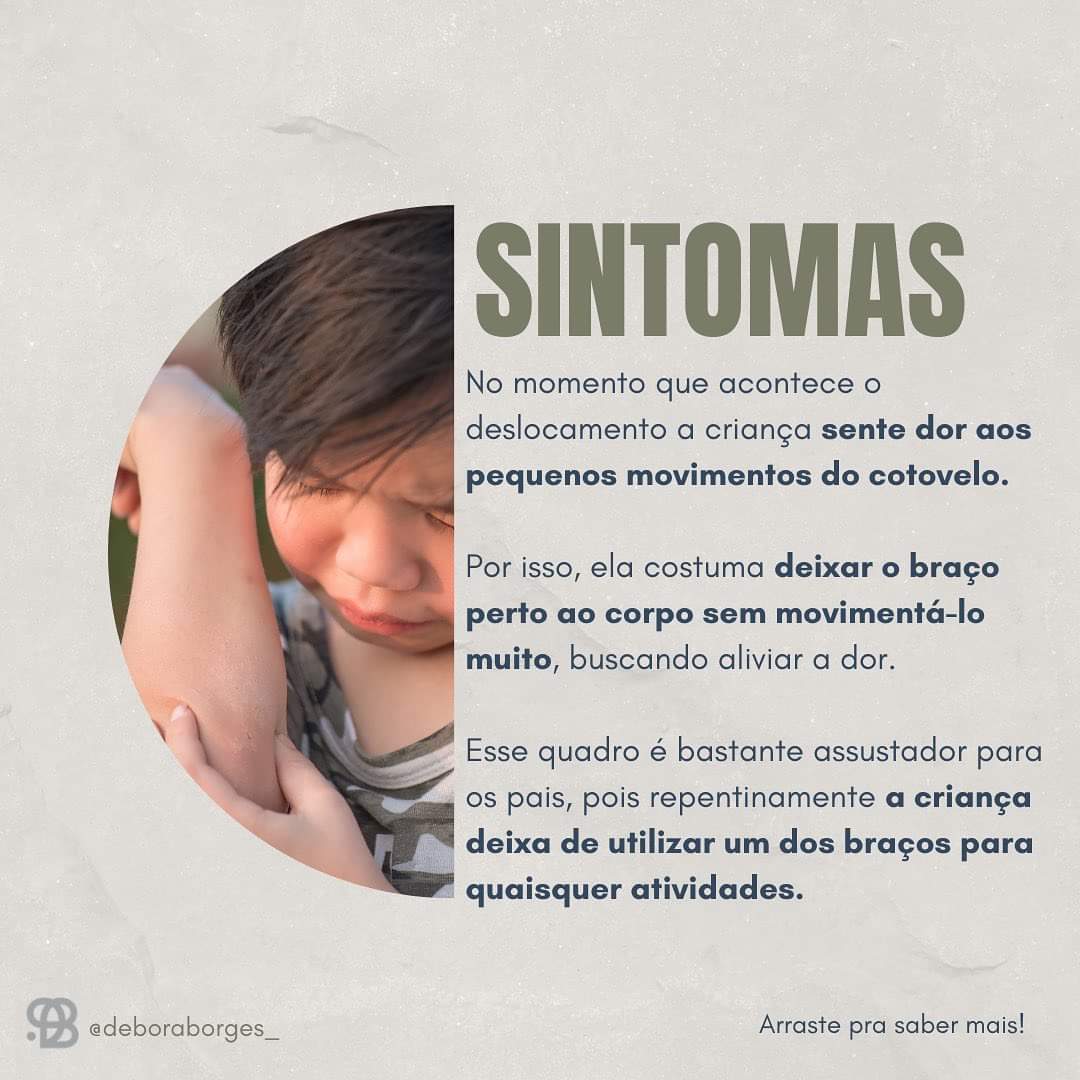 SINTOMAS
No momento que acontece o
deslocamento a criança sente dor aos
pequenos movimentos do cotovelo.
Por isso, ela costuma deixar o braço
perto ao corpo sem movimentá-lo
muito, buscando aliviar a dor.
Esse quadro é bastante assustador para
os pais, pois repentinamente a criança
deixa de utilizar um dos braços para
quaisquer atividades.
@deboraborges_
Arraste pra saber mais!